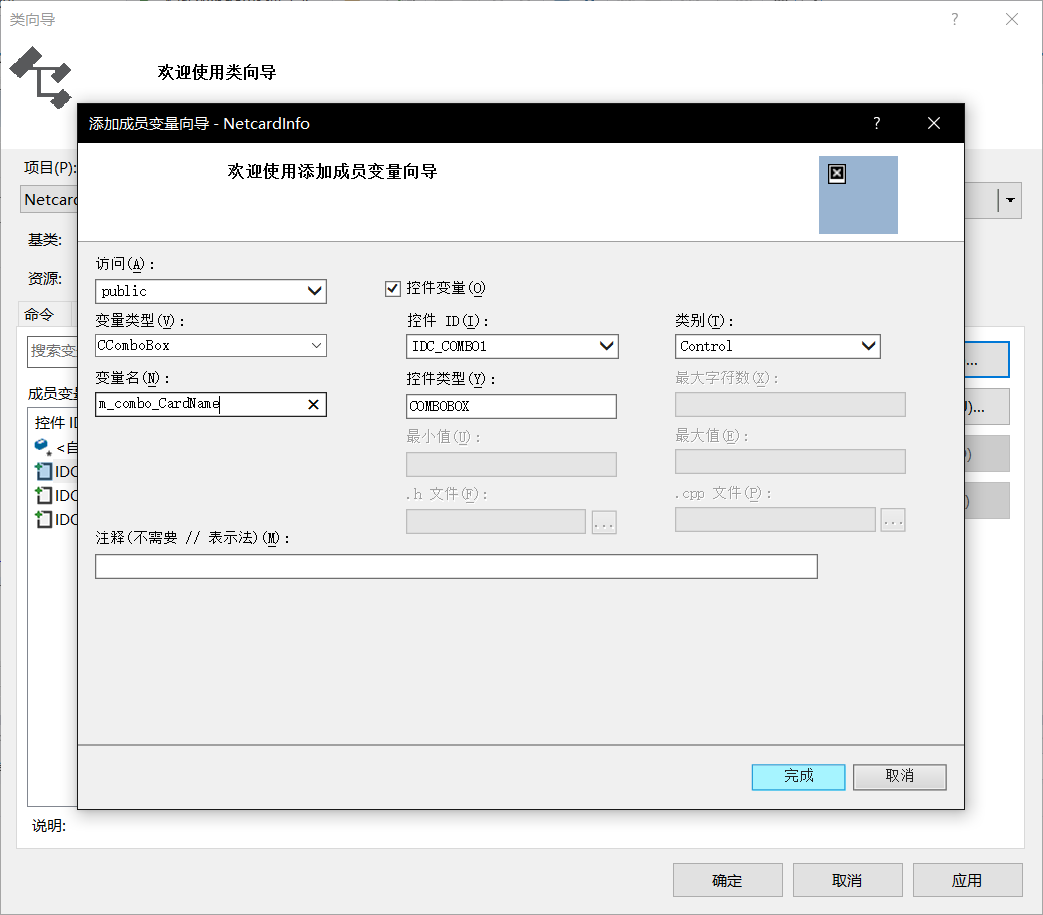 类向导
?
欢迎使用类向导
添加成员变量向导 - NetcardInfo
?
欢迎使用添加成员变量向导
项目(P):
Netcard
基类:
资源:
命令
搜索变
成员变量
控件 ID
<自
IDC
IDC
IDC
访问(A):
public
控件变量(O)
变量类型(V):
控件 ID(I):
类别(T):
CComboBox
IDC_COMBO1
Control
变量名(N):
控件类型(Y):
最大字符数(X):
m_combo_CardName
COMBOBOX
最小值(U):
最大值(E):
.h 文件(F):
.cpp 文件(P):
...
...
注释(不需要 // 表示法)(M):
...
)...
)
)
完成
取消
说明:
确定
取消
应用